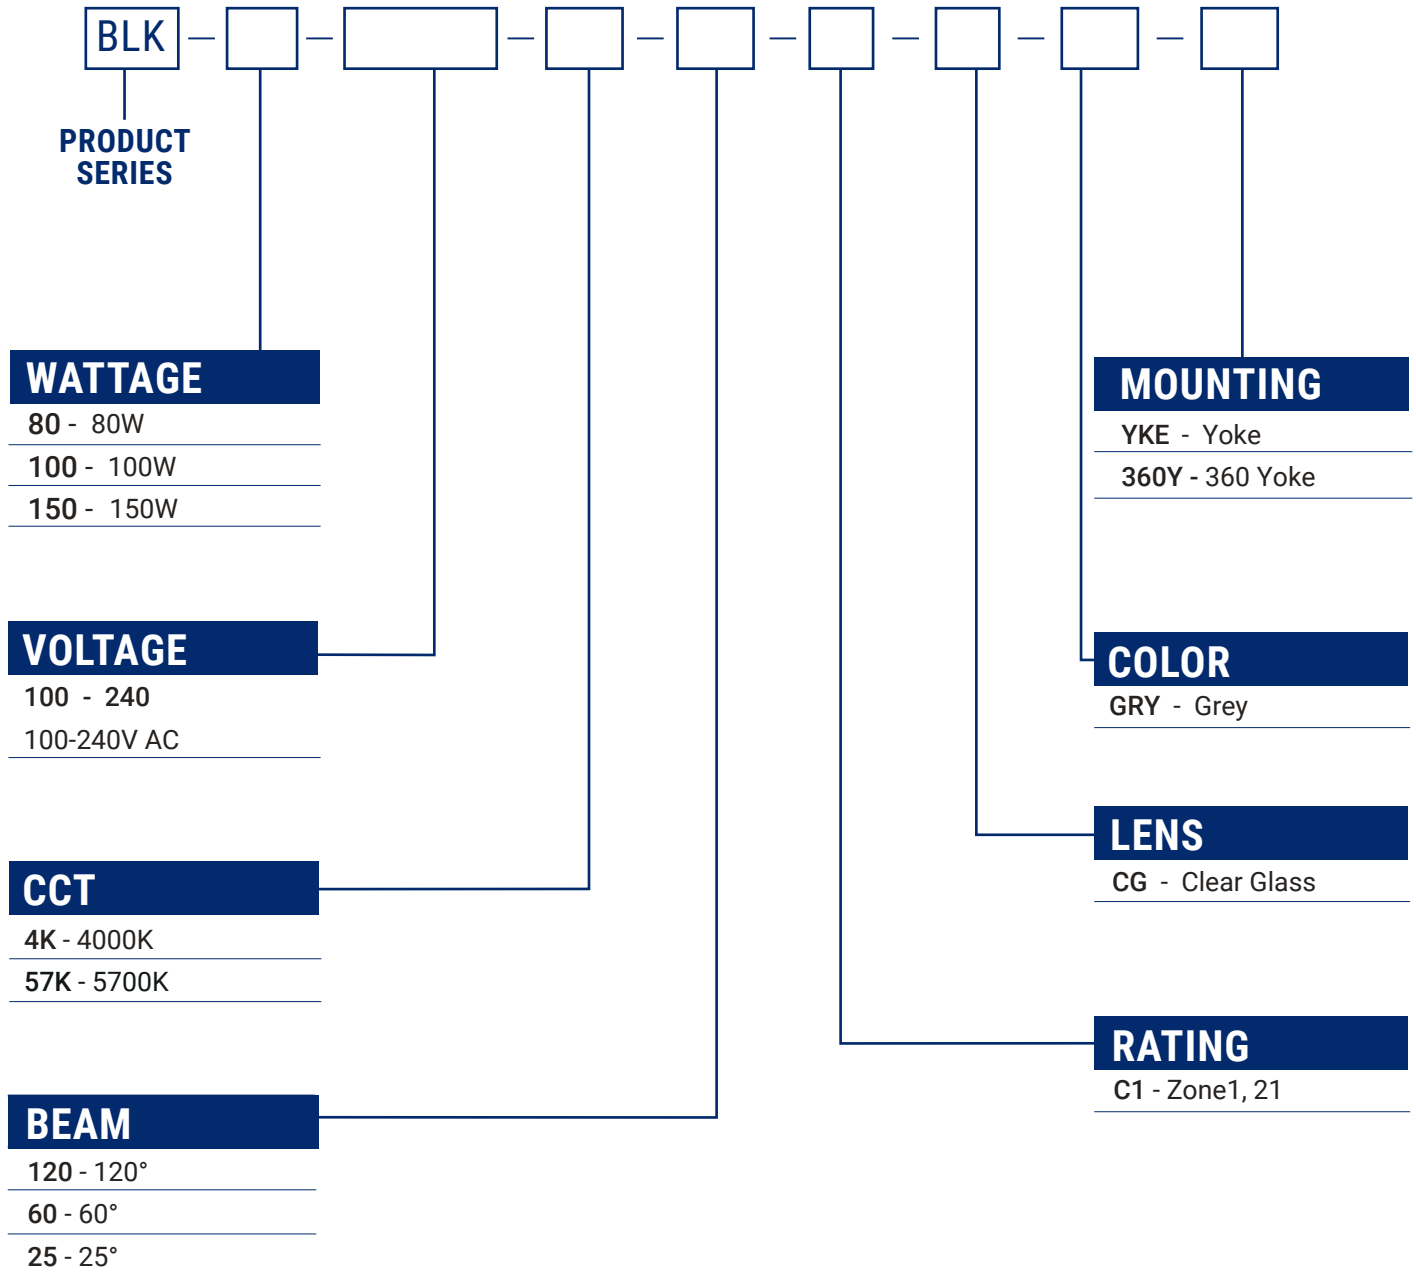 BLK — — — — — — — —
PRODUCT
SERIES
WATTAGE
80 - 80W
100 - 100W
150 - 150W
VOLTAGE
100 - 240
100-240V AC
CCT
4K - 4000K
57K - 5700K
BEAM
120 - 120°
60 - 60°
25 - 25°
MOUNTING
YKE - Yoke
360Y - 360 Yoke
COLOR
GRY - Grey
LENS
CG - Clear Glass
RATING
C1 - Zone1, 21